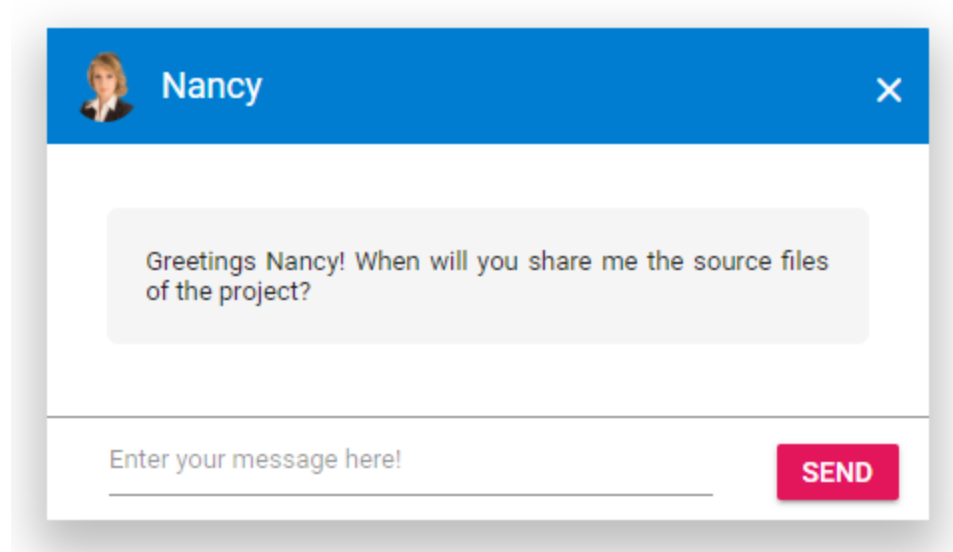 Nancy
Greetings Nancy! When will you share me the source files
of the project?
Enter your message here!
SEND